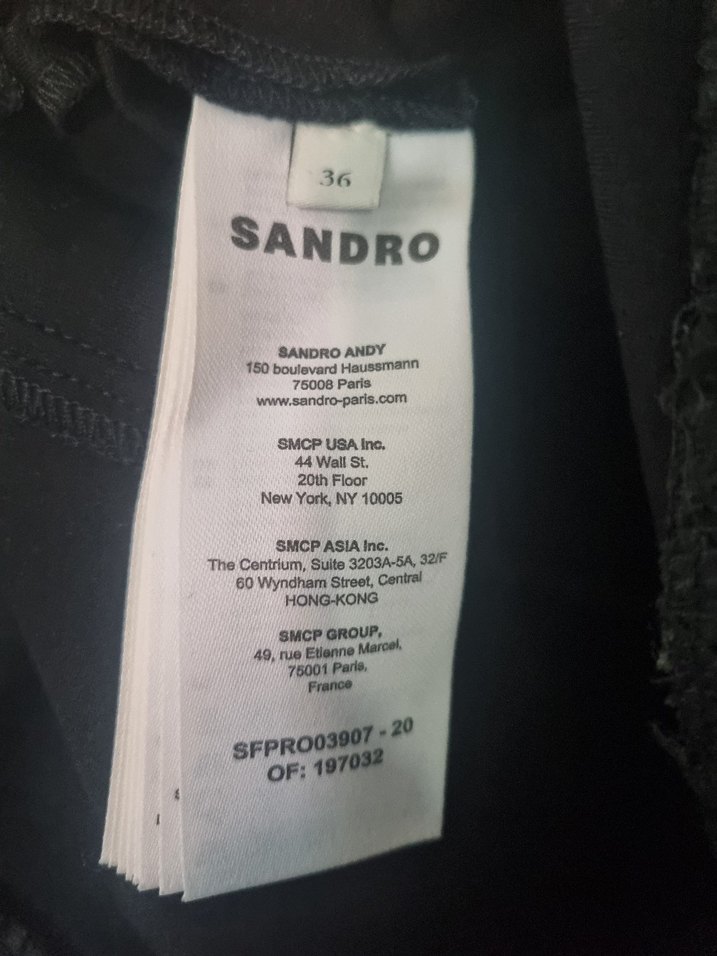 36
SANDRO
SANDRO ANDY
150 boulevard Haussmann
75008 Paris
www.sandro-paris.com
SMCP USA Inc.
44 Wall St.
20th Floor
New York, NY 10005
SMCP ASIA Inc.
The Centrium, Suite 3203A-5A, 32/F
60 Wyndham Street, Central
HONG-KONG
SMCP GROUP,
49, rue Etienne Marcel,
75001 Paris,
France
SFPRO03907 - 20
OF: 197032